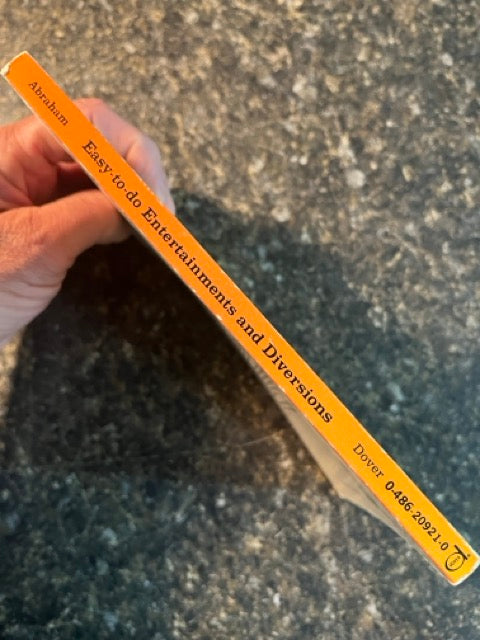 Abraham Easy-to-do Entertainments and Diversions Dover 0-486-20921-0